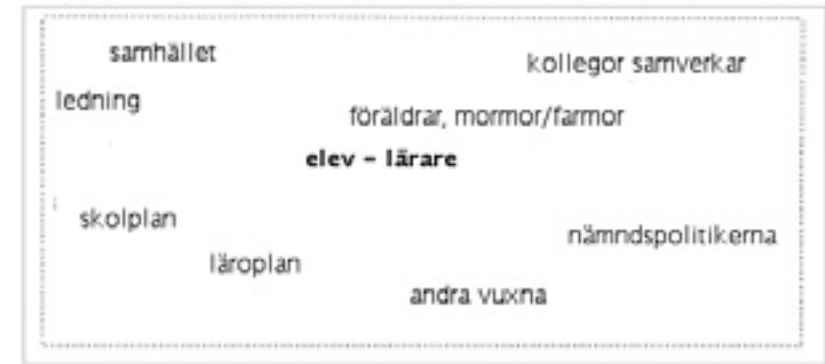 samhället
kollegor samverkar
ledning
föräldrar, mormor/farmor
elev – lärare
skolplan
nämndspolitikerna
läroplan
andra vuxna